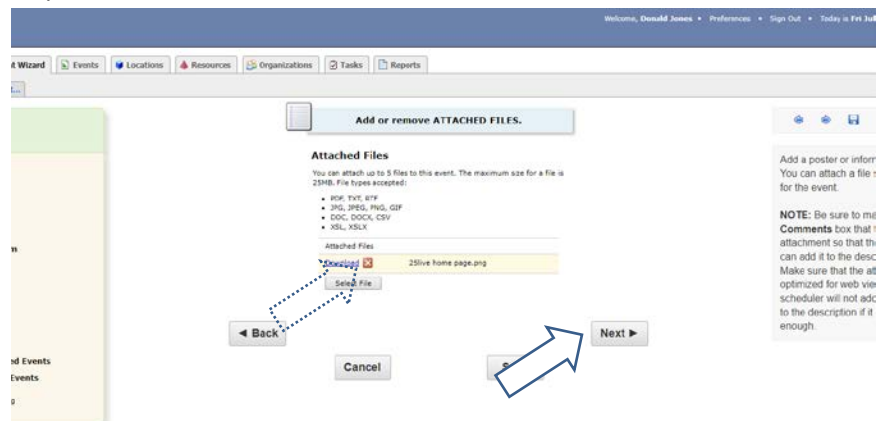 Welcome, Donald Jones • Preferences • Sign Out • Today is Fri Jul
t Wizard Events Locations Resources Organizations Tasks Reports
Add or remove ATTACHED FILES.
Attached Files
You can attach up to 5 files to this event. The maximum size for a file is
25MB. File types accepted:
• PDF, TXT, RTF
• JPG, JPEG, PNG, GIF
• DOC, DOCX, CSV
• XSL, XSLX
Attached Files
Download 25live home page.png
Select File
◄ Back
Next ►
Cancel
Add a poster or inform
You can attach a file s
for the event.
NOTE: Be sure to ma
Comments box that t
attachment so that the
can add it to the desc
Make sure that the att
optimized for web vie
scheduler will not add
to the description if it
enough.
m
ed Events
Events
g